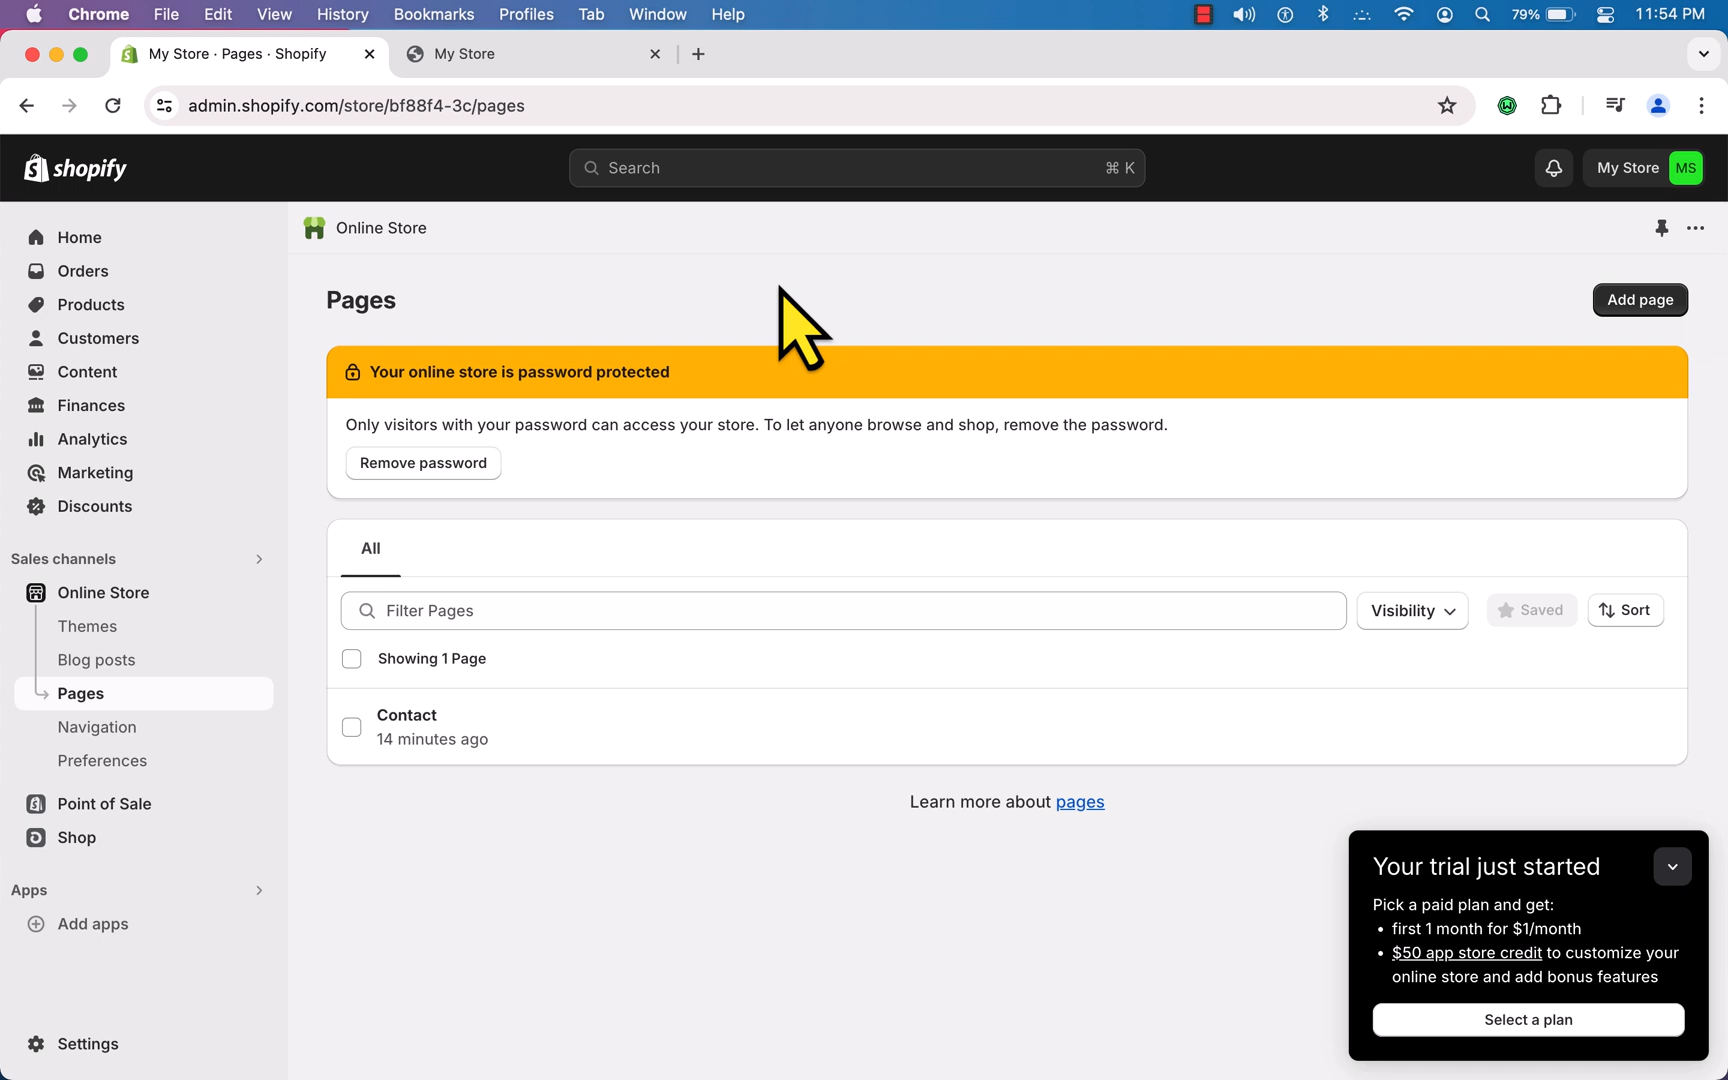 Chrome File Edit View History Bookmarks Profiles Tab Window Help 79% 11:54 PM
My Store · Pages · Shopify
My Store
admin.shopify.com/store/bf88f4-3c/pages
shopify
Search ⌘ K
My Store MS
Home
Orders
Products
Customers
Content
Finances
Analytics
Marketing
Discounts
Sales channels
Online Store
Themes
Blog posts
Pages
Navigation
Preferences
Point of Sale
Shop
Apps
Add apps
Settings
Online Store
Pages
Add page
Your online store is password protected
Only visitors with your password can access your store. To let anyone browse and shop, remove the password.
Remove password
All
Filter Pages
Visibility
Saved
Sort
Showing 1 Page
Contact
14 minutes ago
Learn more about pages
Your trial just started
Pick a paid plan and get:
• first 1 month for $1/month
• $50 app store credit to customize your
online store and add bonus features
Select a plan